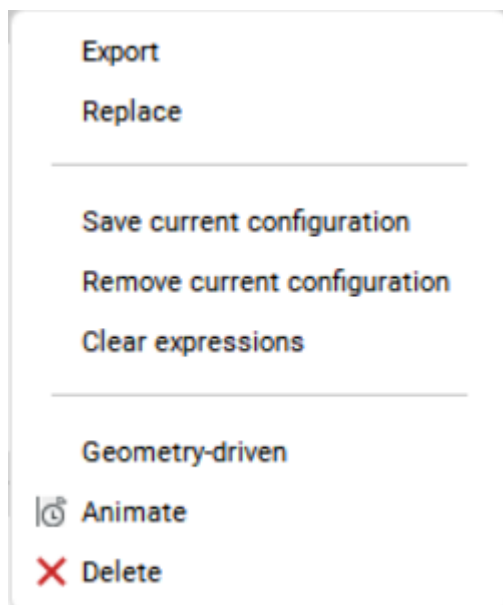 Export
Replace
Save current configuration
Remove current configuration
Clear expressions
Geometry-driven
Animate
Delete